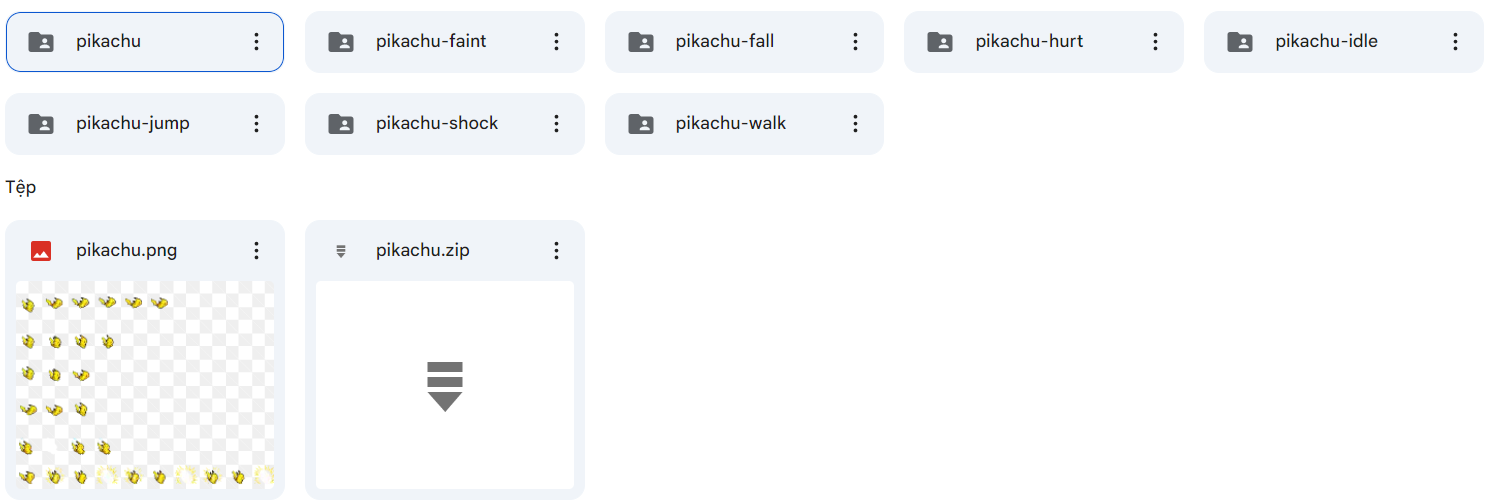 pikachu pikachu-faint pikachu-fall pikachu-hurt pikachu-idle
pikachu-jump pikachu-shock pikachu-walk
Tệp
pikachu.png pikachu.zip